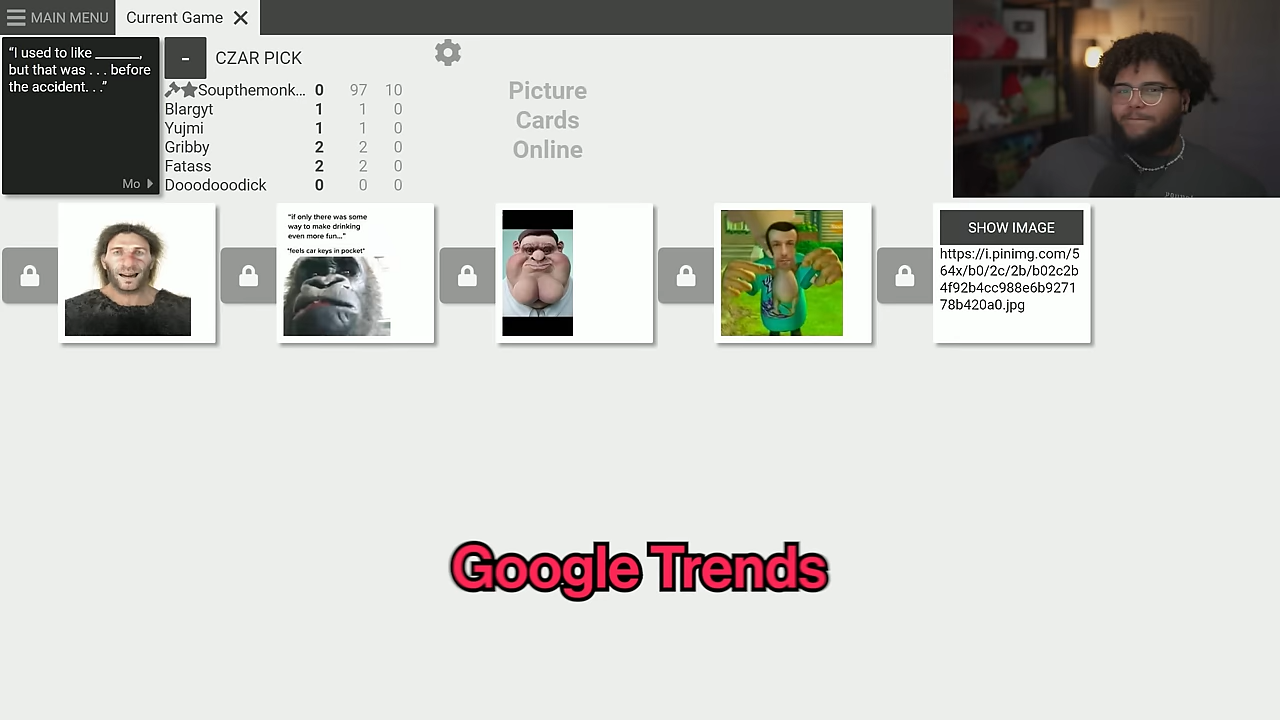 MAIN MENU
Current Game
“I used to like ______,
but that was . . . before
the accident. . .”
Mo
-
CZAR PICK
Soupthemonk... 0 97 10
Blargyt 1 1 0
Yujmi 1 1 0
Gribby 2 2 0
Fatass 2 2 0
Dooodooodick 0 0 0
Picture
Cards
Online
"if only there was some
way to make drinking
even more fun..."
*feels car keys in pocket*
SHOW IMAGE
https://i.pinimg.com/5
64x/b0/2c/2b/b02c2b
4f92b4cc988e6b9271
78b420a0.jpg
Google Trends